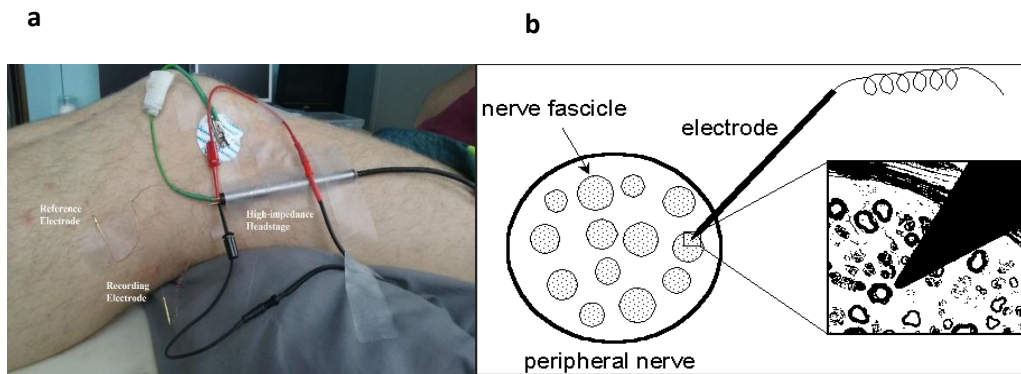 a
b
Reference
Electrode
High-impedance
Headstage
Recording
Electrode
nerve fascicle
electrode
peripheral nerve